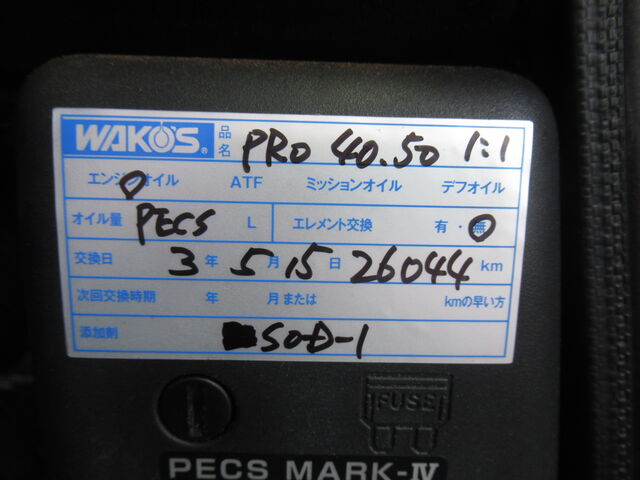 WAKO'S® 品名 PRO 40.50 1:1
エンジンオイル ATF ミッションオイル デフオイル
オイル量 PECS L エレメント交換 有・無
交換日 3年 5月 15日 26044 km
次回交換時期 年 月または kmの早い方
添加剤 SOD-1
FUSE
PECS MARK-IV